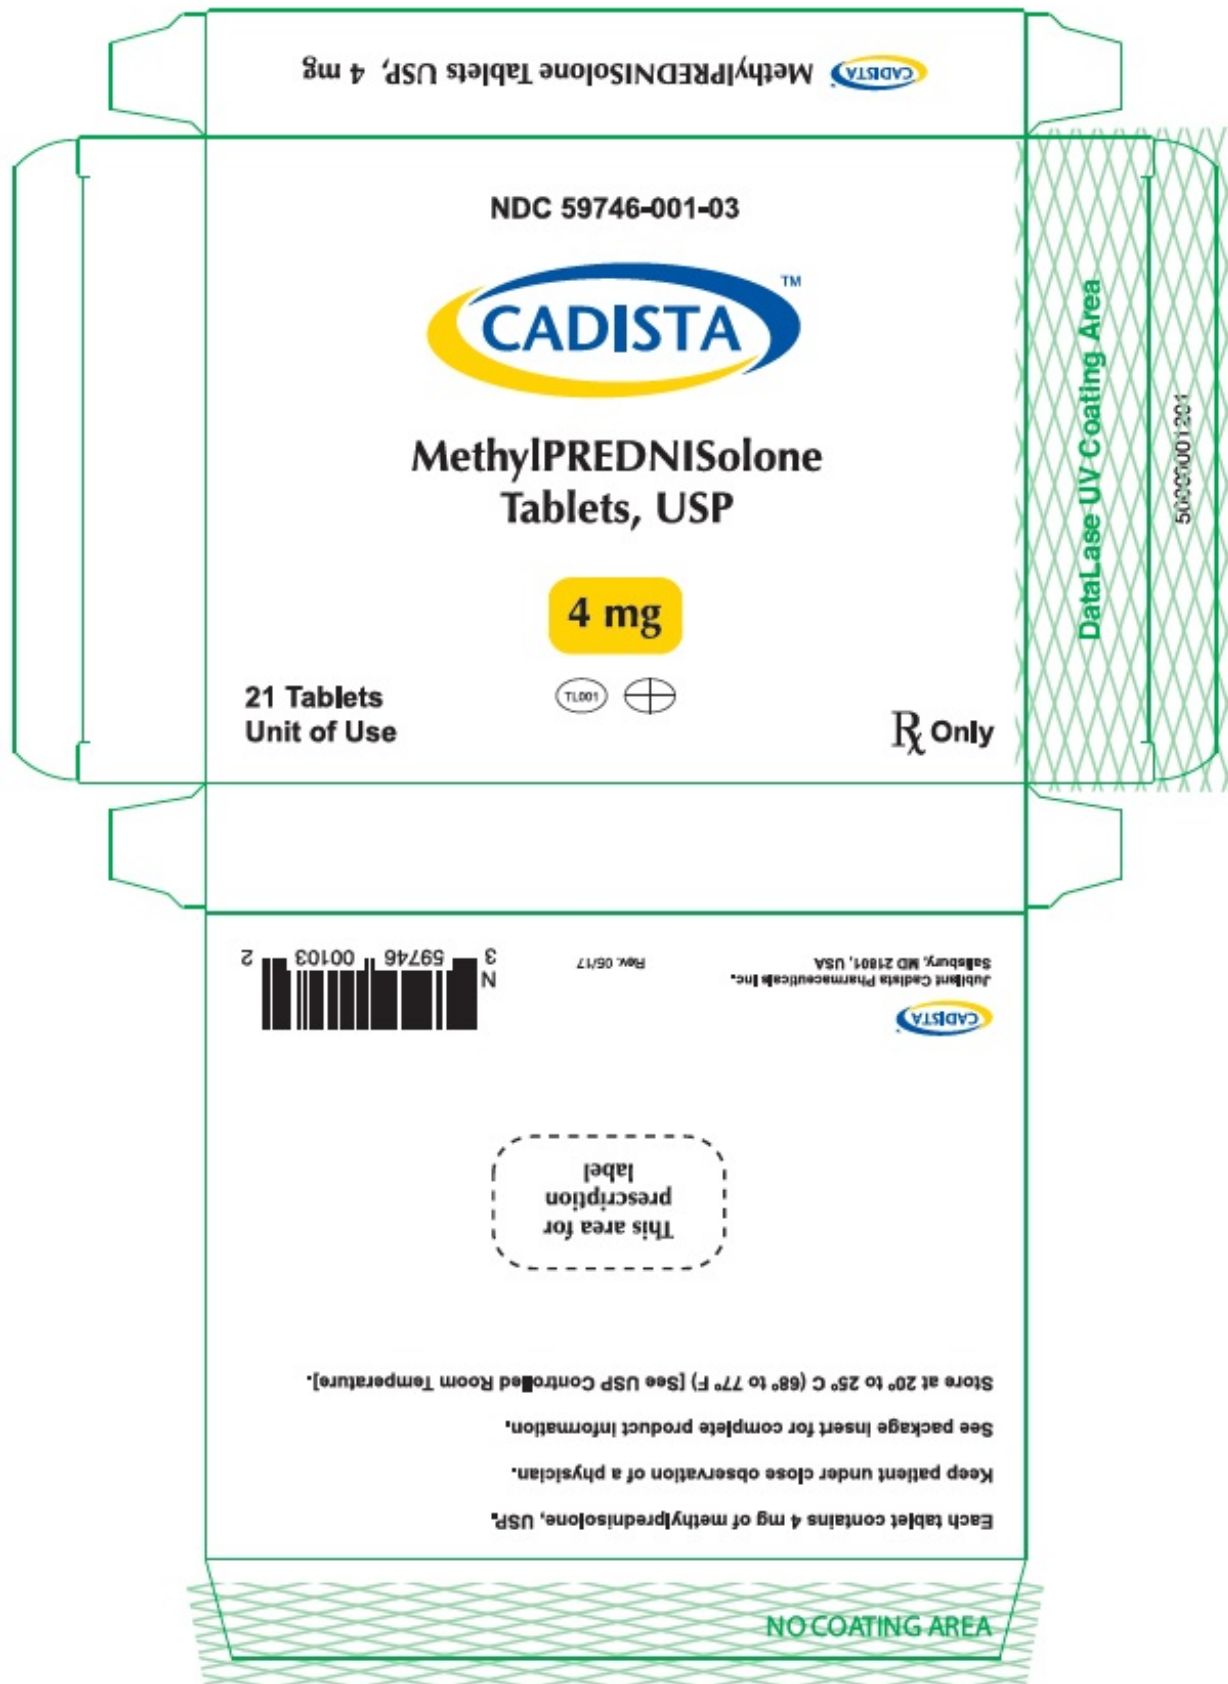 CADISTA MethylPREDNISolone Tablets USP, 4 mg
NDC 59746-001-03
CADISTA™
MethylPREDNISolone
Tablets, USP
4 mg
TL001
21 Tablets
Unit of Use
Rx Only
DataLase UV Coating Area
50000001201
Each tablet contains 4 mg of methylprednisolone, USP.
Keep patient under close observation of a physician.
See package insert for complete product information.
Store at 20° to 25° C (68° to 77° F) [See USP Controlled Room Temperature].
This area for
prescription
label
CADISTA
Jubilant Cadista Pharmaceuticals Inc.
Salisbury, MD 21801, USA
Rev. 05/17
N
3 59746 00103 2
NO COATING AREA